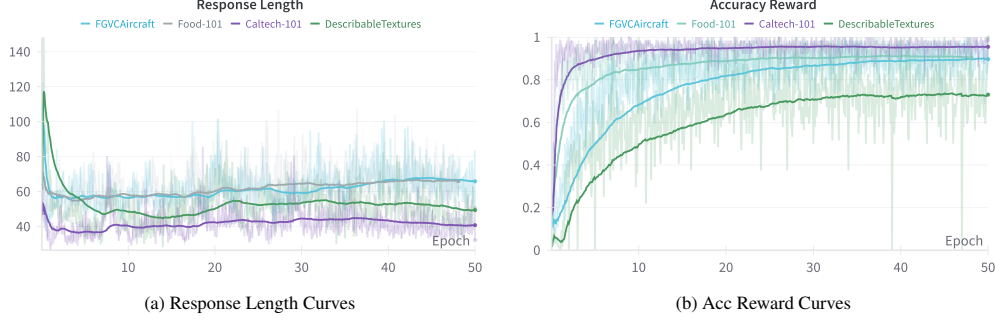 Response Length
FGVCAircraft Food-101 Caltech-101 DescribableTextures
140
120
100
80
60
40
Epoch
10 20 30 40 50
(a) Response Length Curves
Accuracy Reward
FGVCAircraft Food-101 Caltech-101 DescribableTextures
1
0.8
0.6
0.4
0.2
0
Epoch
10 20 30 40 50
(b) Acc Reward Curves